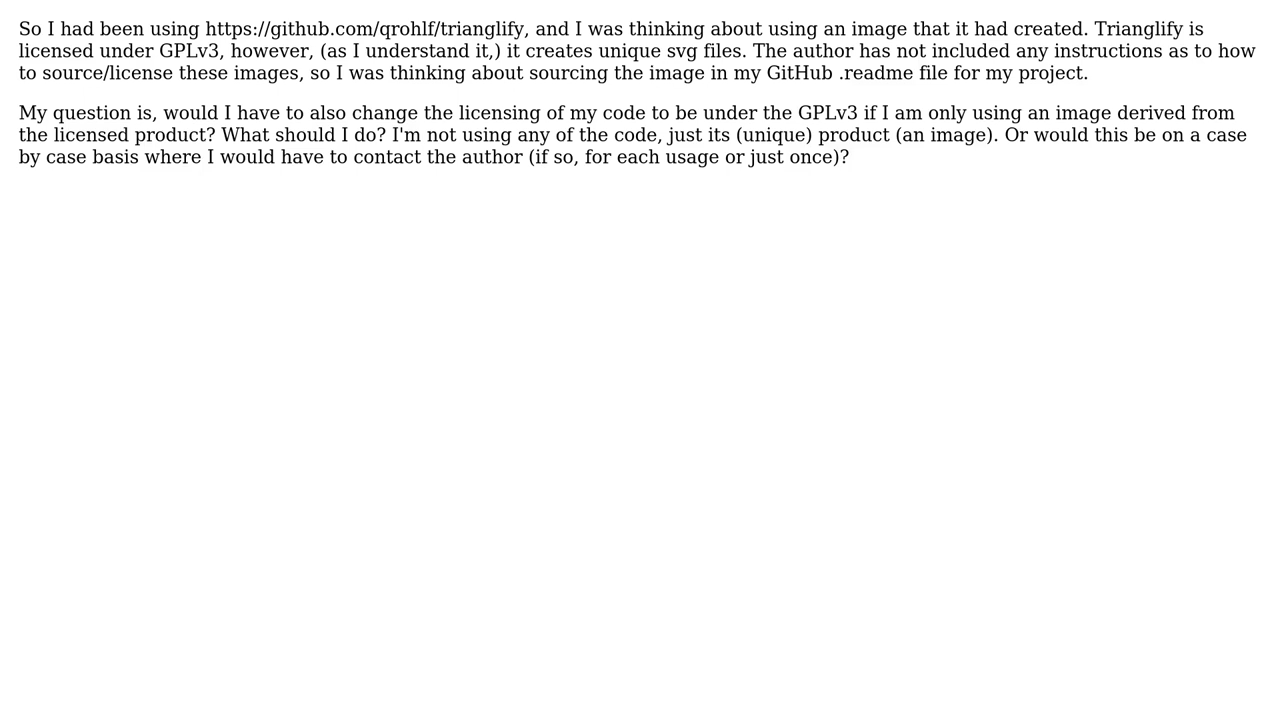 So I had been using https://github.com/qrohlf/trianglify, and I was thinking about using an image that it had created. Trianglify is
licensed under GPLv3, however, (as I understand it,) it creates unique svg files. The author has not included any instructions as to how
to source/license these images, so I was thinking about sourcing the image in my GitHub .readme file for my project.
My question is, would I have to also change the licensing of my code to be under the GPLv3 if I am only using an image derived from
the licensed product? What should I do? I'm not using any of the code, just its (unique) product (an image). Or would this be on a case
by case basis where I would have to contact the author (if so, for each usage or just once)?